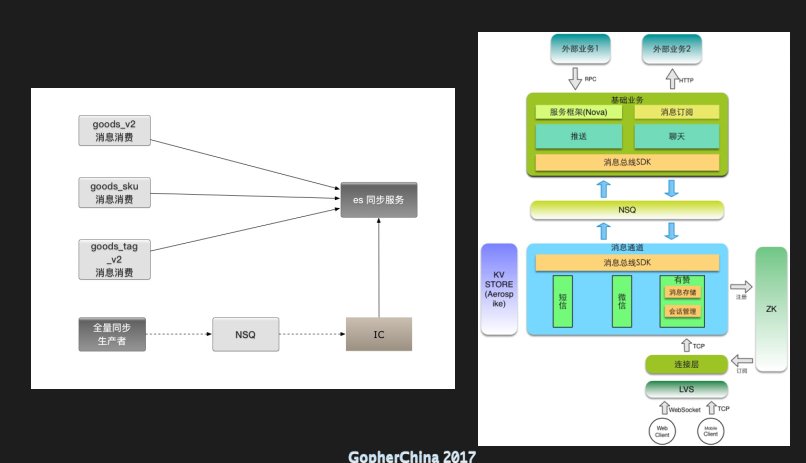 goods_v2
消息消费
goods_sku
消息消费
goods_tag
_v2
消息消费
es 同步服务
全量同步
生产者
NSQ
IC
外部业务1
外部业务2
RPC
HTTP
基础业务
服务框架(Nova)
消息订阅
推送
聊天
消息总线SDK
NSQ
消息通道
消息总线SDK
KV
STORE
(Aerosp
ike)
短
信
微
信
有赞
消息存储
会话管理
注册
ZK
TCP
连接层
订阅
LVS
WebSocket
TCP
Web
Client
Mobile
Client
GopherChina 2017